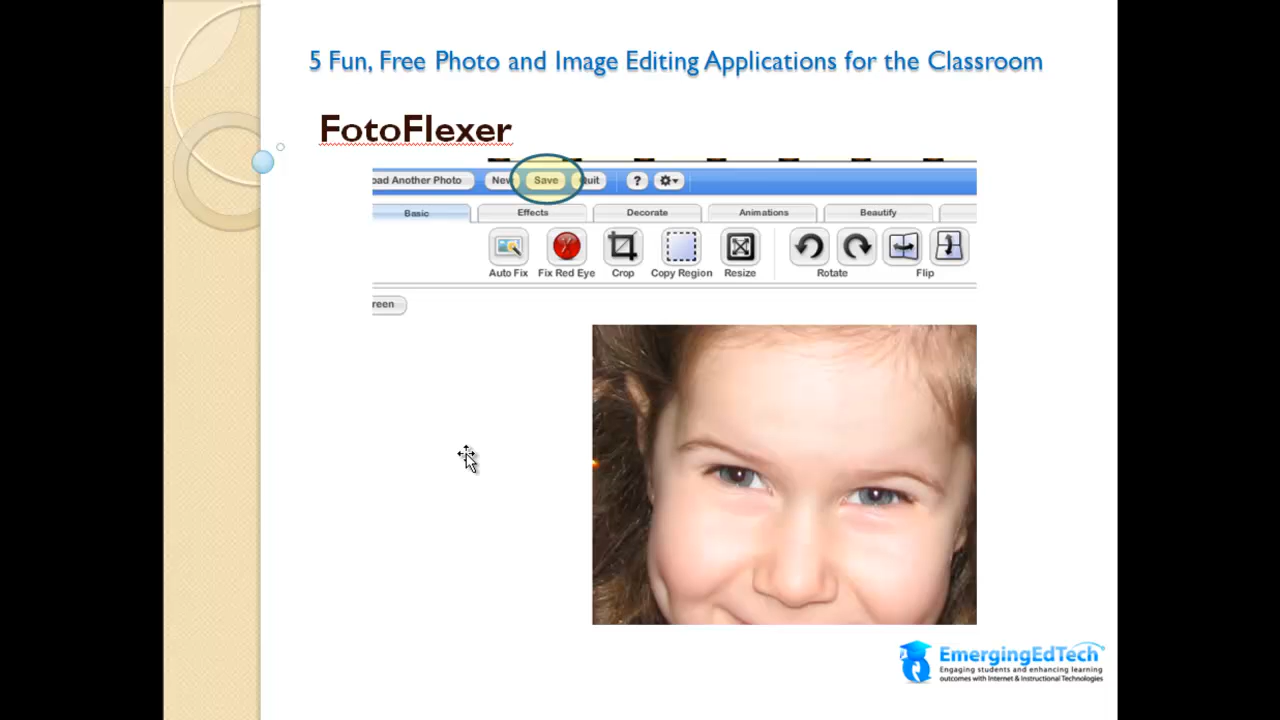 5 Fun, Free Photo and Image Editing Applications for the Classroom
FotoFlexer
oad Another Photo New Save Quit ?
Basic Effects Decorate Animations Beautify
Auto Fix Fix Red Eye Crop Copy Region Resize Rotate Flip
reen
EmergingEdTech
Engaging students and enhancing learning
outcomes with Internet & Instructional Technologies